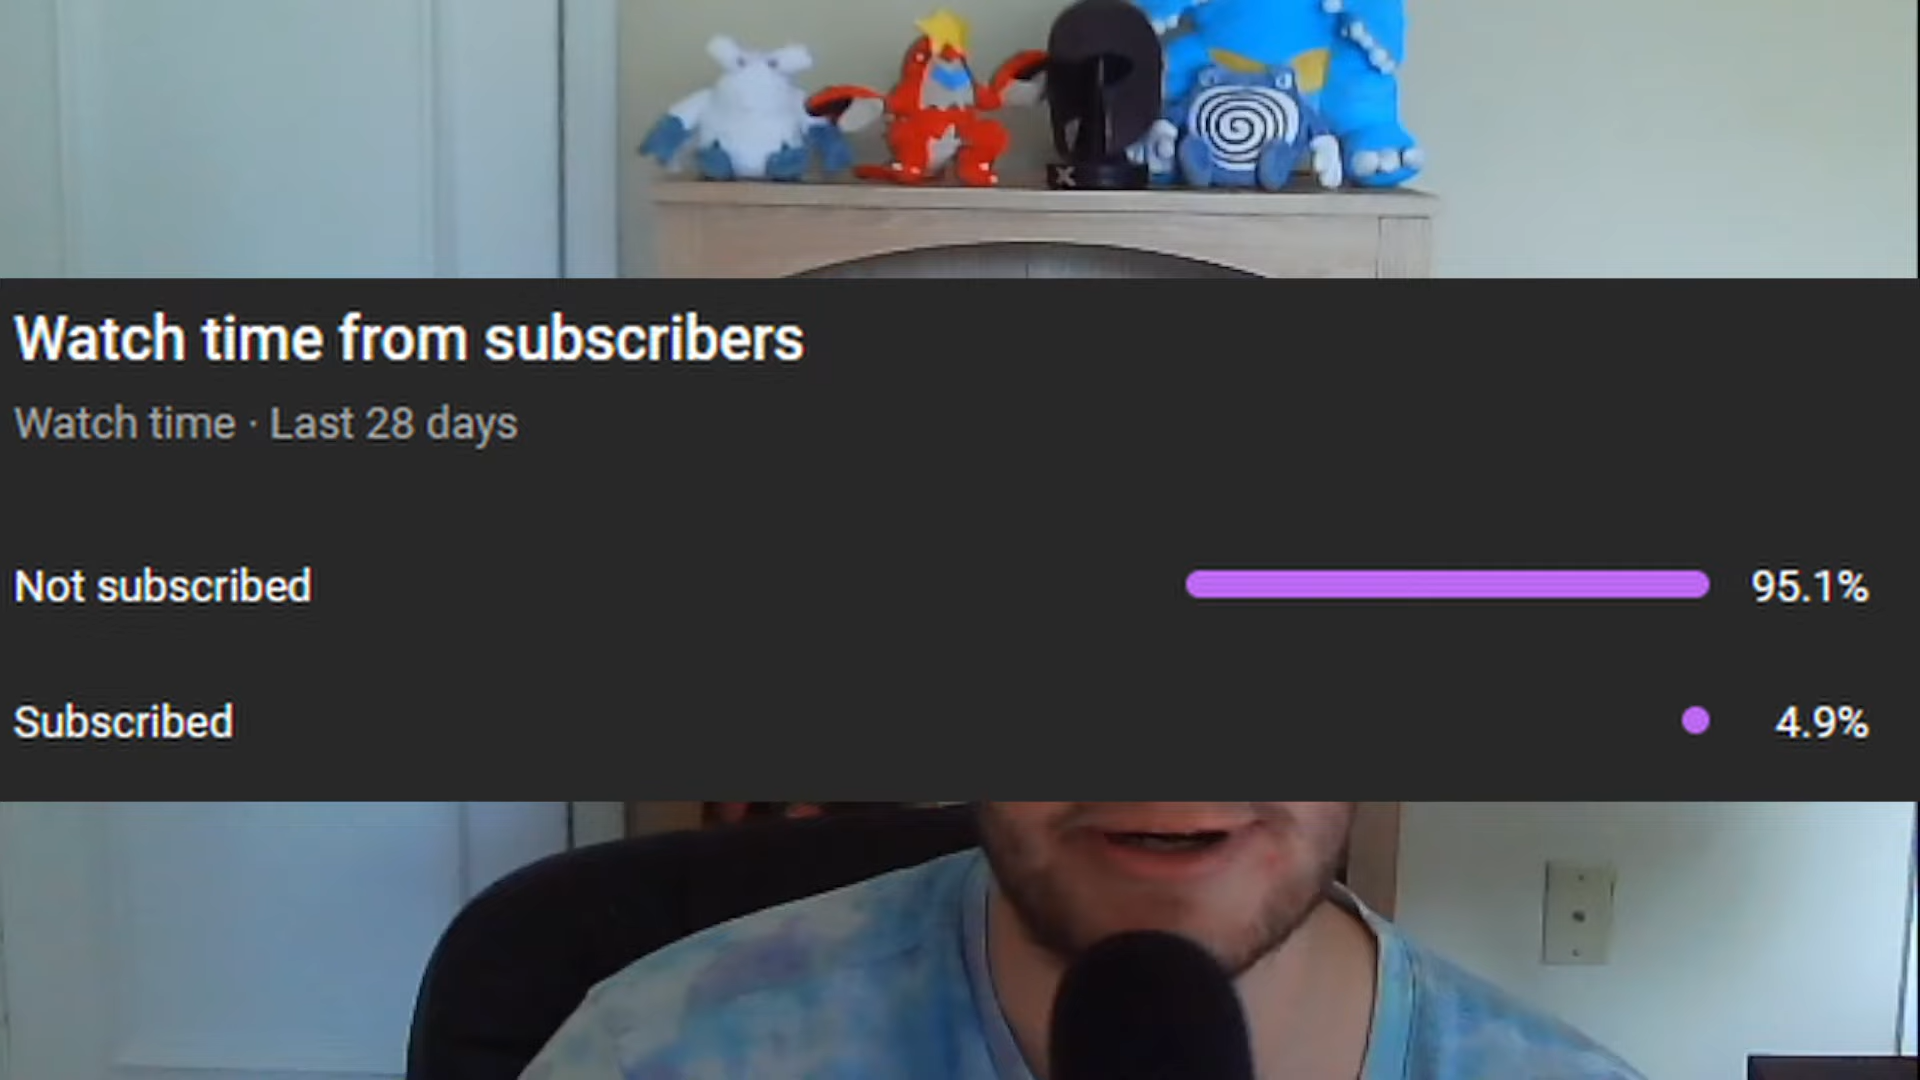 X
Watch time from subscribers
Watch time · Last 28 days
Not subscribed 95.1%
Subscribed 4.9%